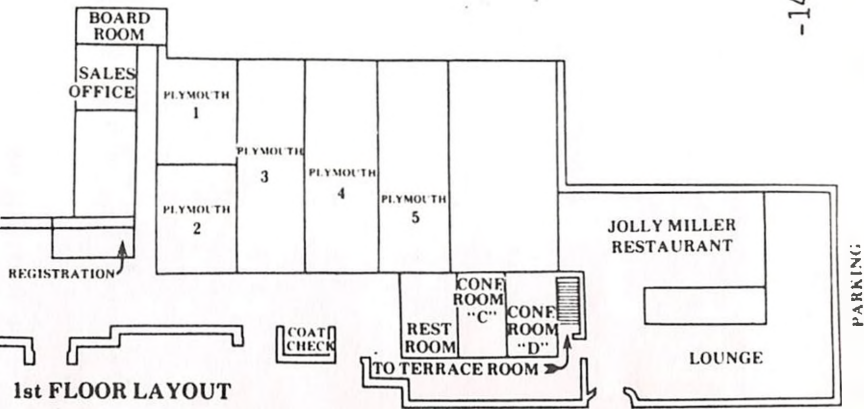 -14
BOARD
ROOM
SALES
OFFICE
PLYMOUTH
1
PLYMOUTH
2
PLYMOUTH
3
PLYMOUTH
4
PLYMOUTH
5
JOLLY MILLER
RESTAURANT
PARKING
REGISTRATION
COAT
CHECK
REST
ROOM
CONF.
ROOM
"C"
CONF.
ROOM
"D"
TO TERRACE ROOM
LOUNGE
1st FLOOR LAYOUT